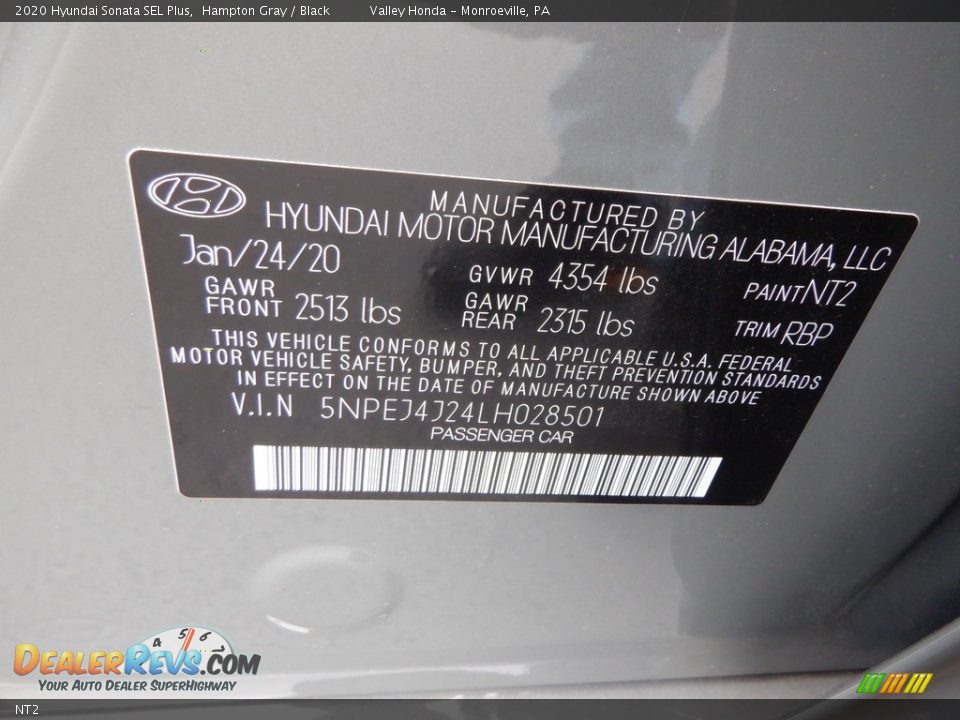 2020 Hyundai Sonata SEL Plus, Hampton Gray / Black Valley Honda - Monroeville, PA
MANUFACTURED BY
HYUNDAI MOTOR MANUFACTURING ALABAMA, LLC
Jan/24/20
GVWR 4354 lbs
PAINT NT2
GAWR FRONT 2513 lbs
GAWR REAR 2315 lbs
TRIM RBP
THIS VEHICLE CONFORMS TO ALL APPLICABLE U.S.A. FEDERAL
MOTOR VEHICLE SAFETY, BUMPER, AND THEFT PREVENTION STANDARDS
IN EFFECT ON THE DATE OF MANUFACTURE SHOWN ABOVE
V.I.N 5NPEJ4J24LH028501
PASSENGER CAR
4 5 6
DEALERREVS.COM
YOUR AUTO DEALER SUPERHIGHWAY
NT2